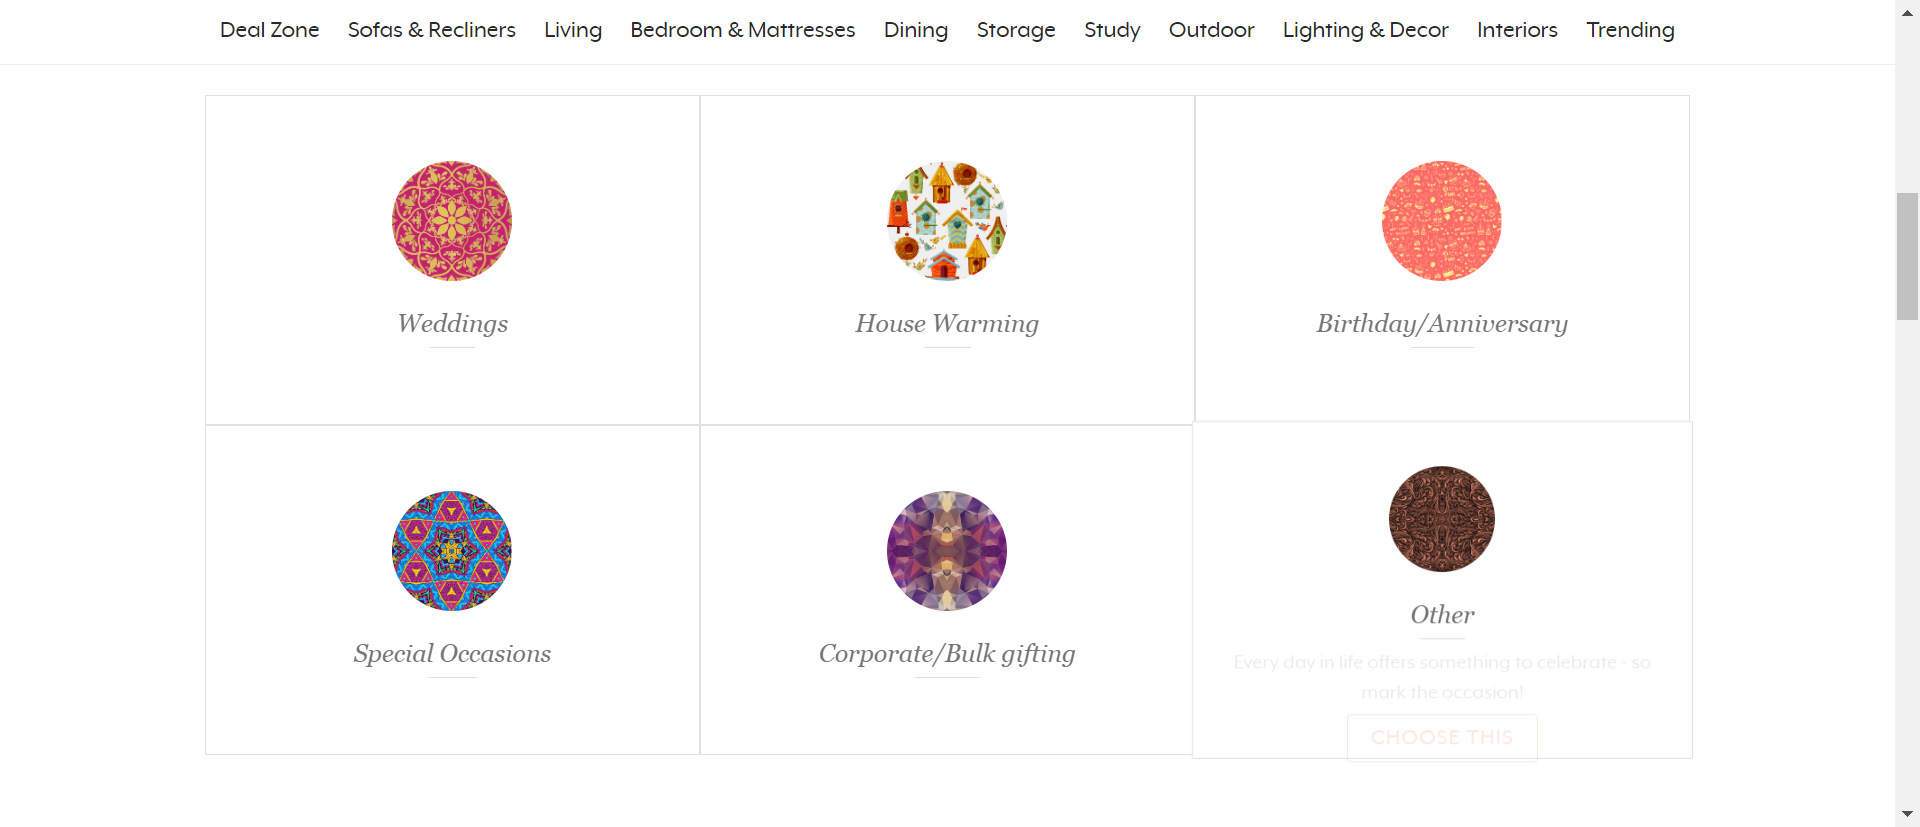 Deal Zone Sofas & Recliners Living Bedroom & Mattresses Dining Storage Study Outdoor Lighting & Decor Interiors Trending
Weddings
House Warming
Birthday/Anniversary
Special Occasions
Corporate/Bulk gifting
Other
Every day in life offers something to celebrate - so
mark the occasion!
CHOOSE THIS